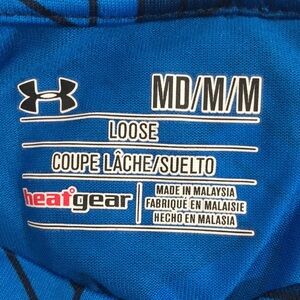 MD/M/M
LOOSE
COUPE LÂCHE/SUELTO
heatgear
MADE IN MALAYSIA
FABRIQUÉ EN MALAISIE
HECHO EN MALASIA